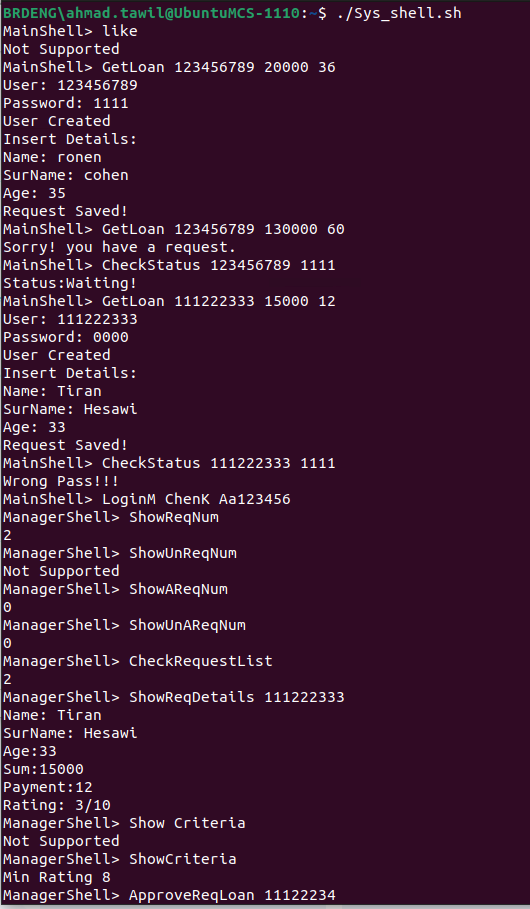 BRDENG\ahmad.tawil@UbuntuMCS-1110:~$ ./Sys_shell.sh
MainShell> like
Not Supported
MainShell> GetLoan 123456789 20000 36
User: 123456789
Password: 1111
User Created
Insert Details:
Name: ronen
SurName: cohen
Age: 35
Request Saved!
MainShell> GetLoan 123456789 130000 60
Sorry! you have a request.
MainShell> CheckStatus 123456789 1111
Status:Waiting!
MainShell> GetLoan 111222333 15000 12
User: 111222333
Password: 0000
User Created
Insert Details:
Name: Tiran
SurName: Hesawi
Age: 33
Request Saved!
MainShell> CheckStatus 111222333 1111
Wrong Pass!!!
MainShell> LoginM ChenK Aa123456
ManagerShell> ShowReqNum
2
ManagerShell> ShowUnReqNum
Not Supported
ManagerShell> ShowAReqNum
0
ManagerShell> ShowUnAReqNum
0
ManagerShell> CheckRequestList
2
ManagerShell> ShowReqDetails 111222333
Name: Tiran
SurName: Hesawi
Age:33
Sum:15000
Payment:12
Rating: 3/10
ManagerShell> Show Criteria
Not Supported
ManagerShell> ShowCriteria
Min Rating 8
ManagerShell> ApproveReqLoan 11122234